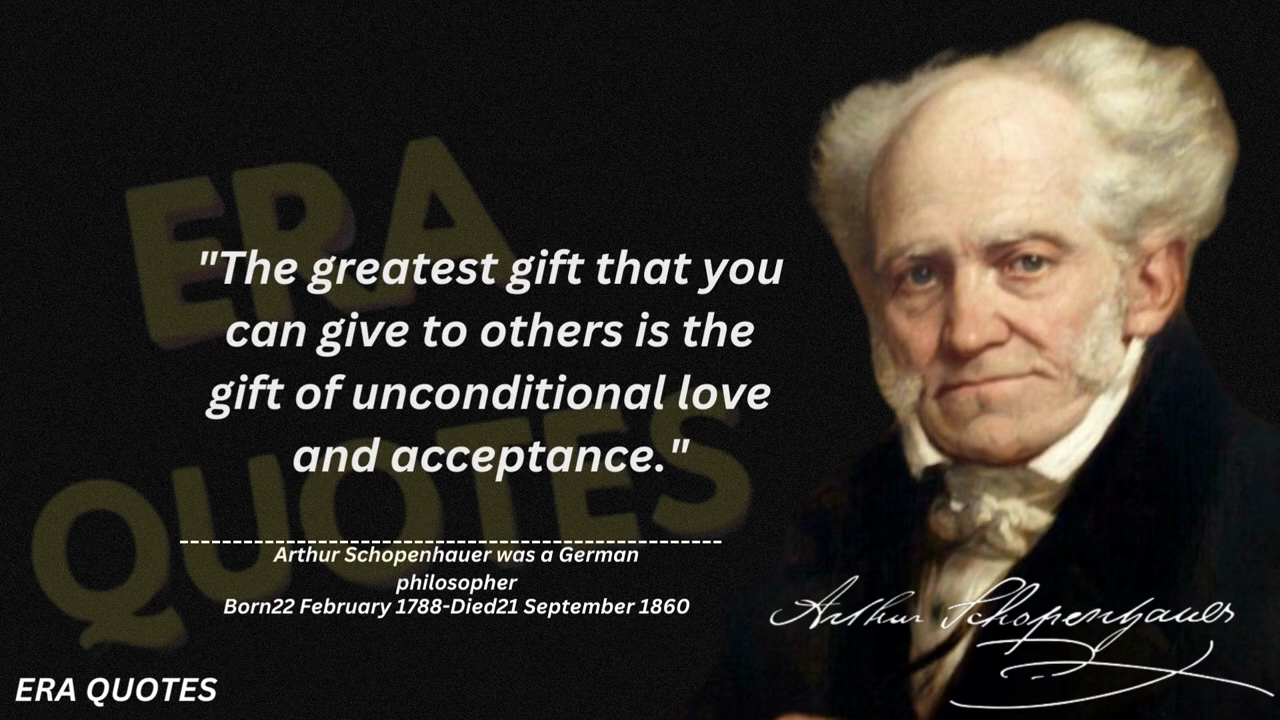 ERA
QUOTES
"The greatest gift that you
can give to others is the
gift of unconditional love
and acceptance."
Arthur Schopenhauer was a German
philosopher
Born22 February 1788-Died21 September 1860
Arthur Schopenhauer
ERA QUOTES